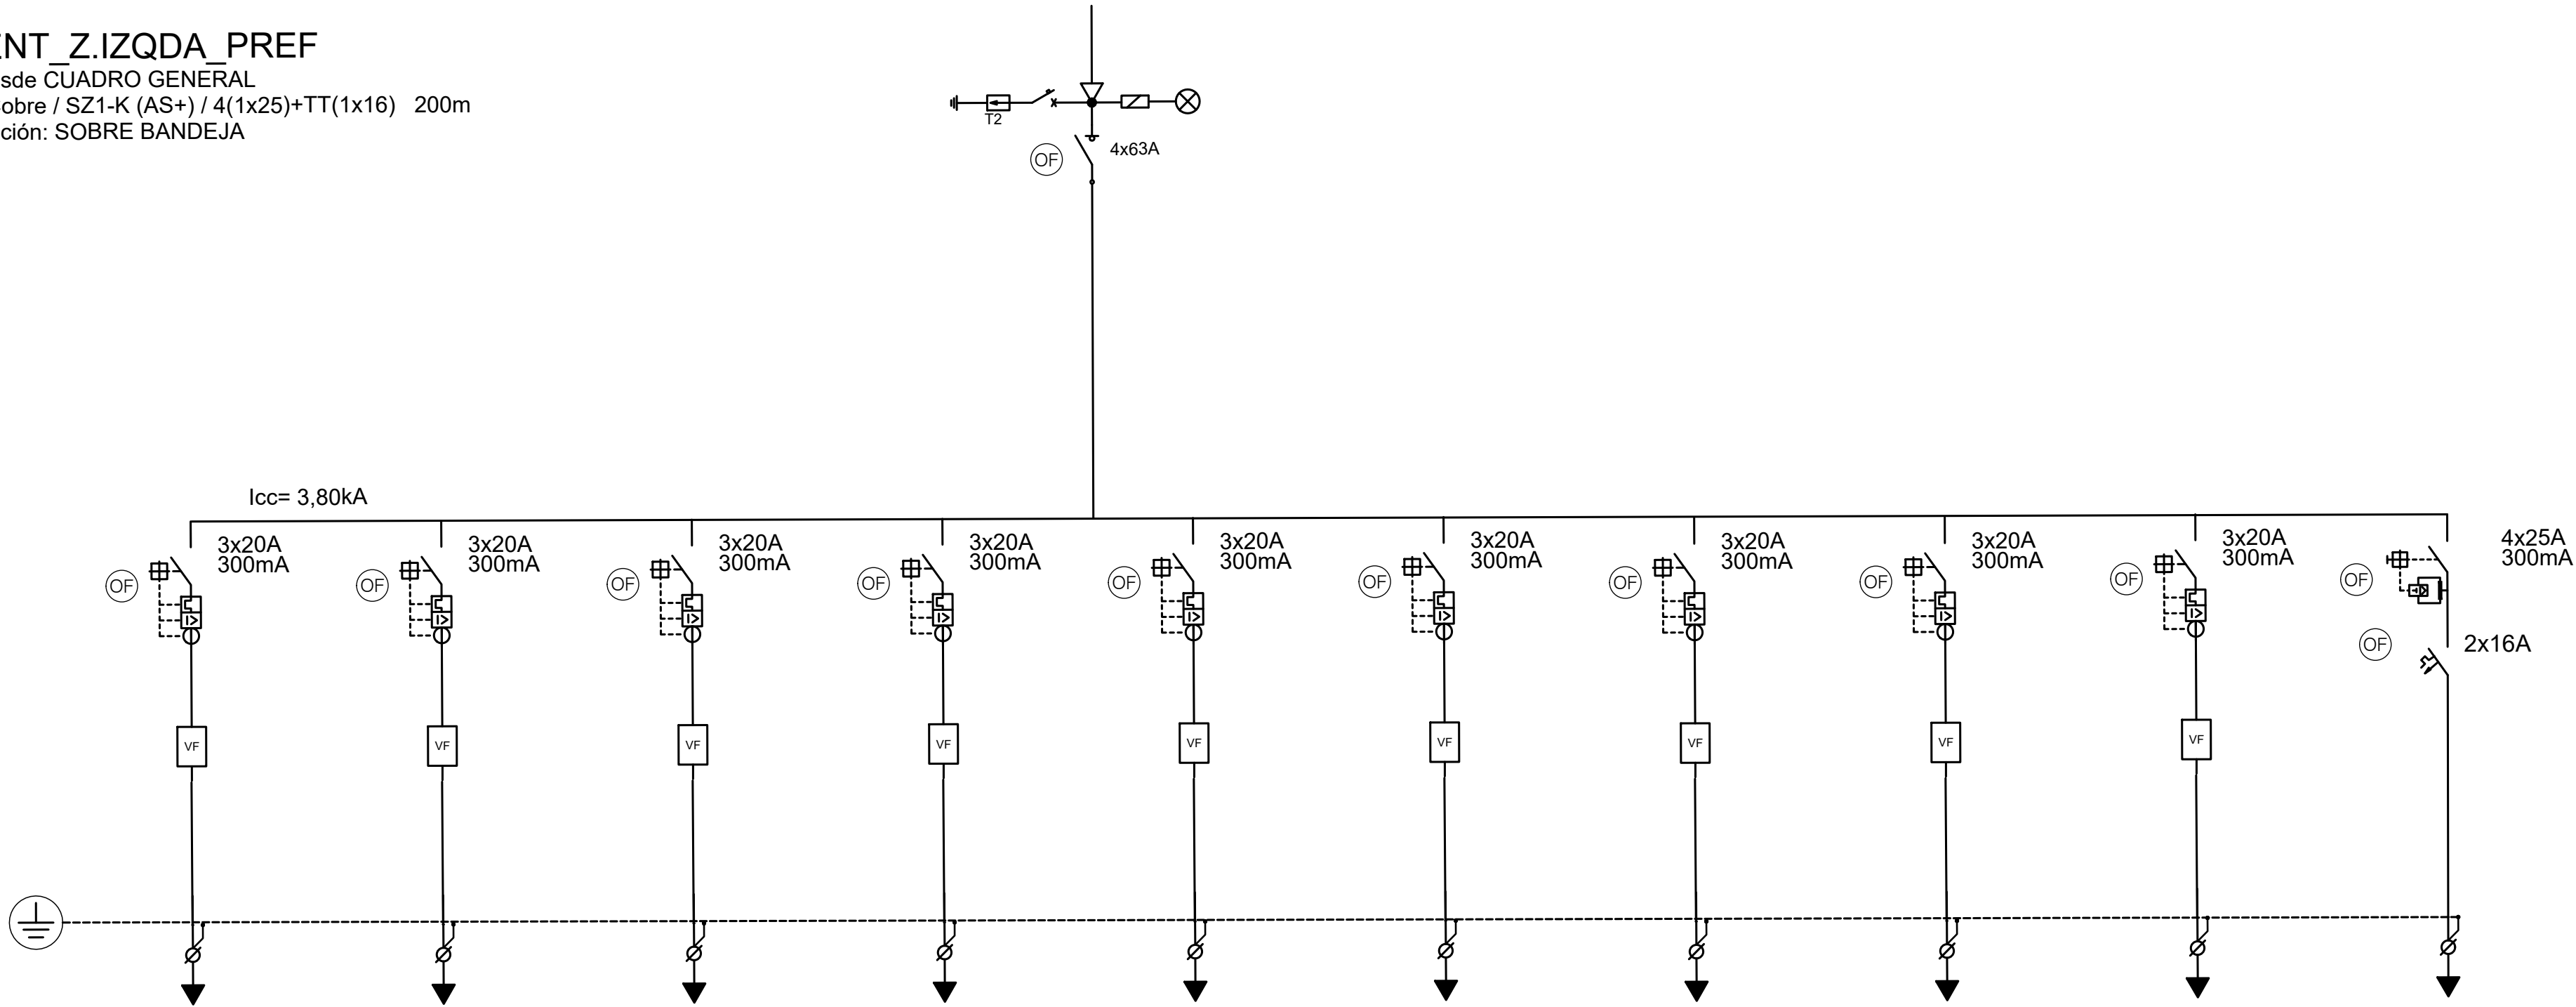 ENT_Z.IZQDA_PREF
sde CUADRO GENERAL
obre / SZ1-K (AS+) / 4(1x25)+TT(1x16) 200m
ción: SOBRE BANDEJA
T2
OF
4x63A
Icc= 3,80kA
3x20A
300mA
OF
VF
3x20A
300mA
OF
VF
3x20A
300mA
OF
VF
3x20A
300mA
OF
VF
3x20A
300mA
OF
VF
3x20A
300mA
OF
VF
3x20A
300mA
OF
VF
3x20A
300mA
OF
VF
3x20A
300mA
OF
VF
4x25A
300mA
OF
OF
2x16A